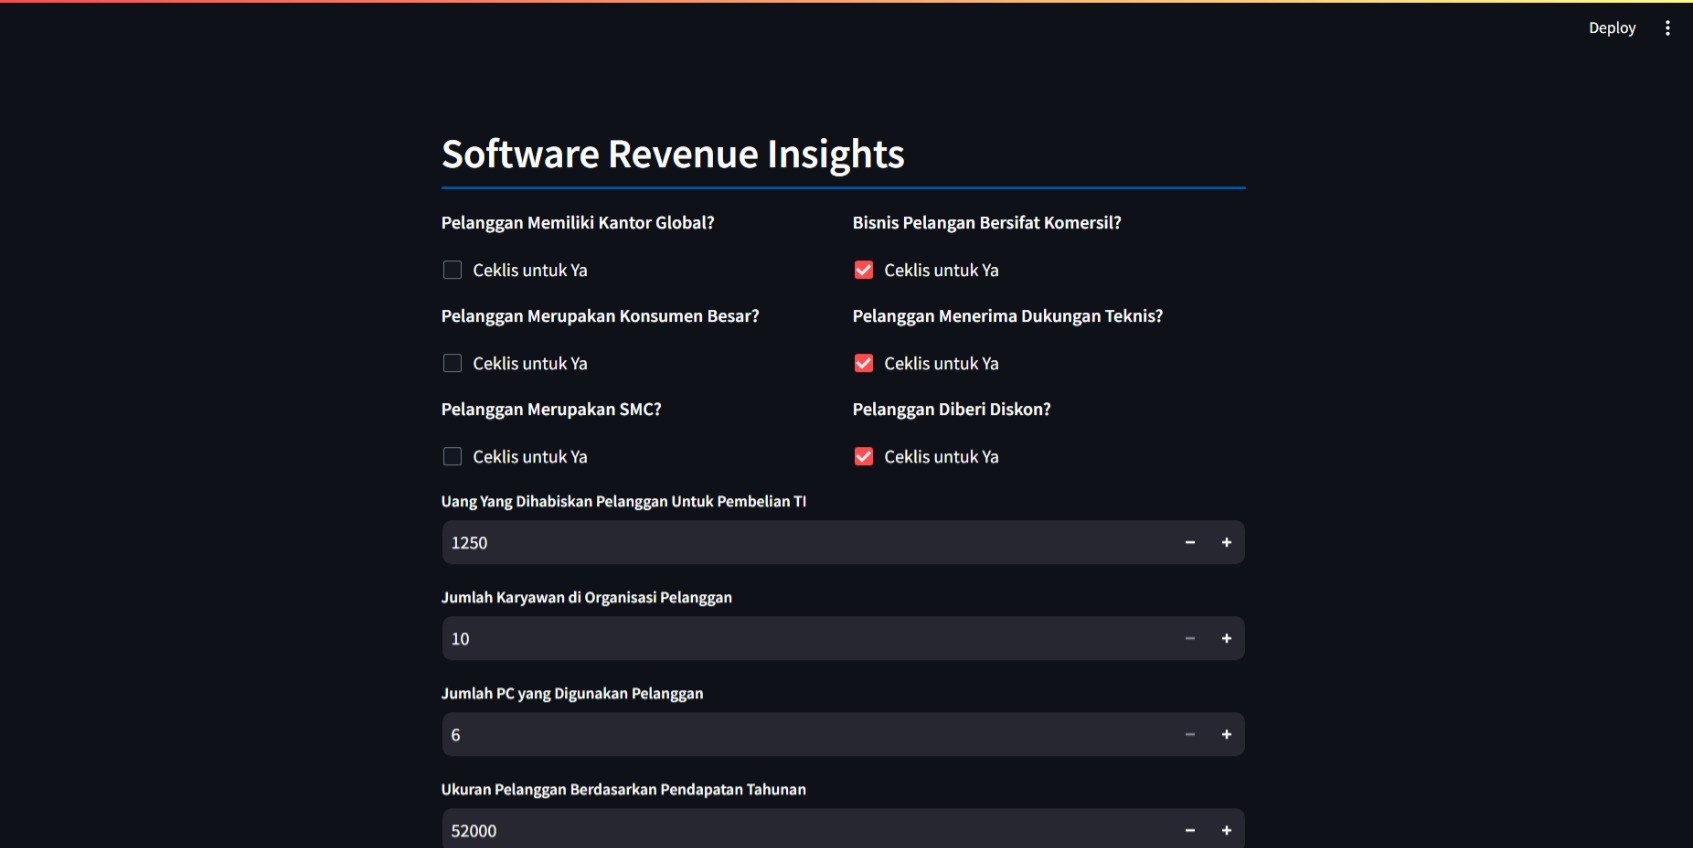 Deploy
Software Revenue Insights
Pelanggan Memiliki Kantor Global?
Bisnis Pelangan Bersifat Komersil?
Ceklis untuk Ya
Ceklis untuk Ya
Pelanggan Merupakan Konsumen Besar?
Pelanggan Menerima Dukungan Teknis?
Ceklis untuk Ya
Ceklis untuk Ya
Pelanggan Merupakan SMC?
Pelanggan Diberi Diskon?
Ceklis untuk Ya
Ceklis untuk Ya
Uang Yang Dihabiskan Pelanggan Untuk Pembelian TI
1250
Jumlah Karyawan di Organisasi Pelanggan
10
Jumlah PC yang Digunakan Pelanggan
6
Ukuran Pelanggan Berdasarkan Pendapatan Tahunan
52000